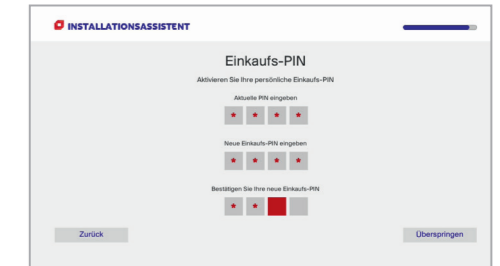 INSTALLATIONSASSISTENT
Einkaufs-PIN
Aktivieren Sie Ihre persönliche Einkaufs-PIN
Aktuelle PIN eingeben
* * * *
Neue Einkaufs-PIN eingeben
* * * *
Bestätigen Sie Ihre neue Einkaufs-PIN
* *
Zurück
Überspringen